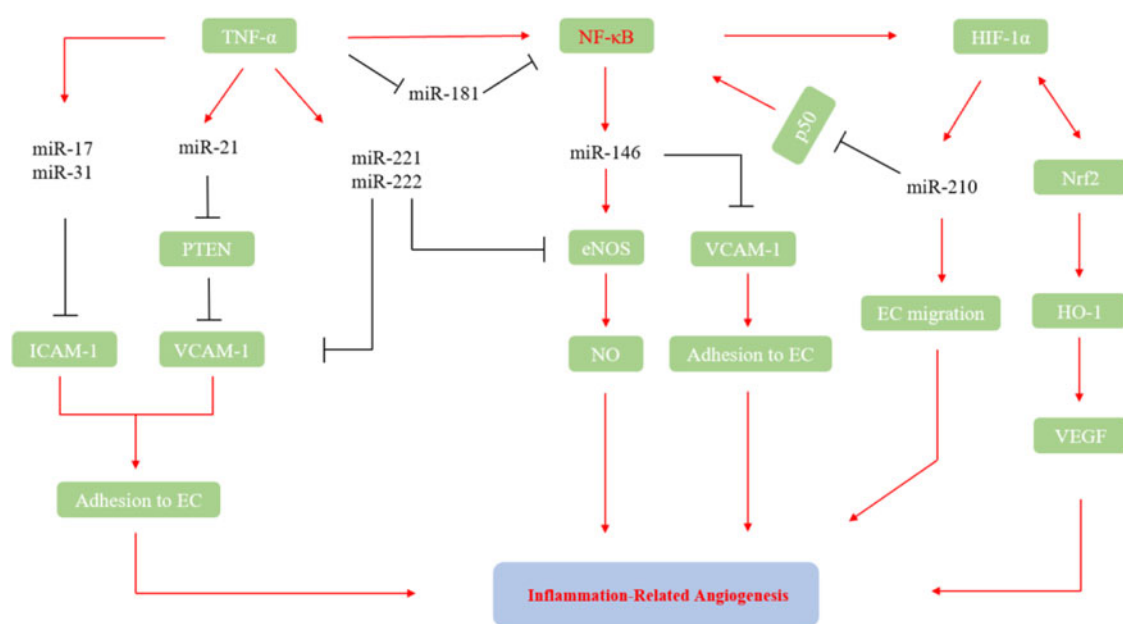 TNF-α
NF-κB
HIF-1α
miR-181
p50
miR-17
miR-31
miR-21
miR-221
miR-222
miR-146
miR-210
Nrf2
PTEN
eNOS
VCAM-1
EC migration
HO-1
ICAM-1
VCAM-1
NO
Adhesion to EC
VEGF
Adhesion to EC
Inflammation-Related Angiogenesis